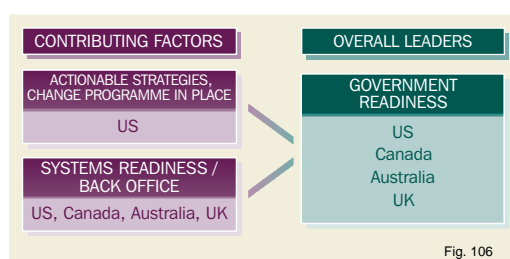 CONTRIBUTING FACTORS
ACTIONABLE STRATEGIES,
CHANGE PROGRAMME IN PLACE
US
SYSTEMS READINESS /
BACK OFFICE
US, Canada, Australia, UK
OVERALL LEADERS
GOVERNMENT
READINESS
US
Canada
Australia
UK
Fig. 106